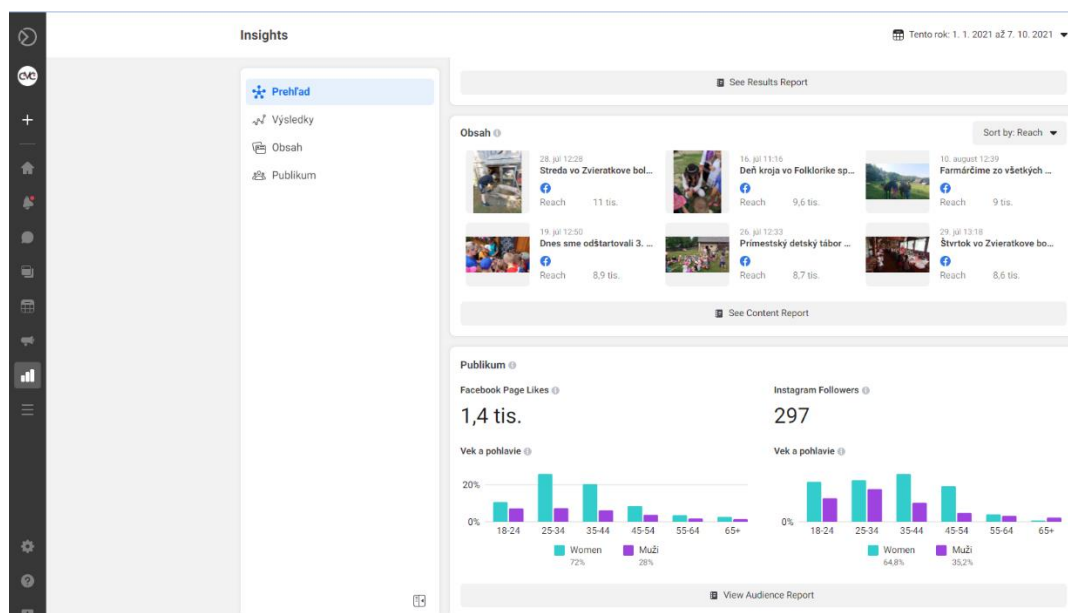 Insights
Tento rok: 1. 1. 2021 až 7. 10. 2021
CVC
Prehľad
Výsledky
Obsah
Publikum
See Results Report
Obsah
Sort by: Reach
28. júl 12:28
Streda vo Zvieratkove bol...
Reach 11 tis.
16. júl 11:16
Deň kroja vo Folklorike sp...
Reach 9,6 tis.
10. august 12:39
Farmárčime zo všetkých ...
Reach 9 tis.
19. júl 12:50
Dnes sme odštartovali 3. ...
Reach 8,9 tis.
26. júl 12:33
Prímestský detský tábor ...
Reach 8,7 tis.
29. júl 13:18
Štvrtok vo Zvieratkove bo...
Reach 8,6 tis.
See Content Report
Publikum
Facebook Page Likes
1,4 tis.
Vek a pohlavie
20%
0%
18-24 25-34 35-44 45-54 55-64 65+
Women Muži
72% 28%
Instagram Followers
297
Vek a pohlavie
0%
18-24 25-34 35-44 45-54 55-64 65+
Women Muži
64,8% 35,2%
View Audience Report